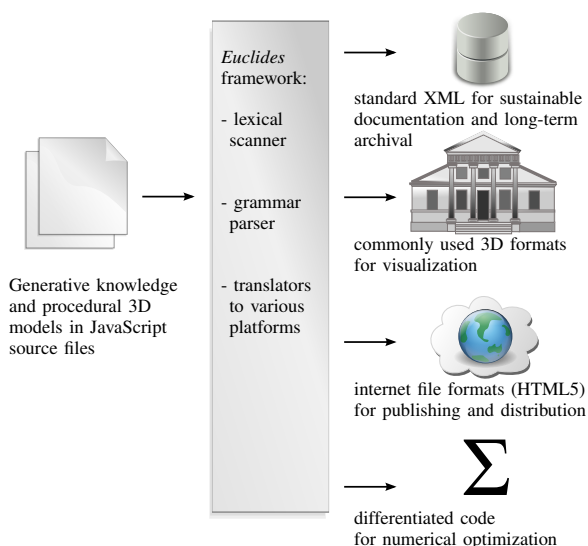 Generative knowledge
and procedural 3D
models in JavaScript
source files
Euclides
framework:
- lexical
scanner
- grammar
parser
- translators
to various
platforms
standard XML for sustainable
documentation and long-term
archival
commonly used 3D formats
for visualization
internet file formats (HTML5)
for publishing and distribution
Σ
differentiated code
for numerical optimization